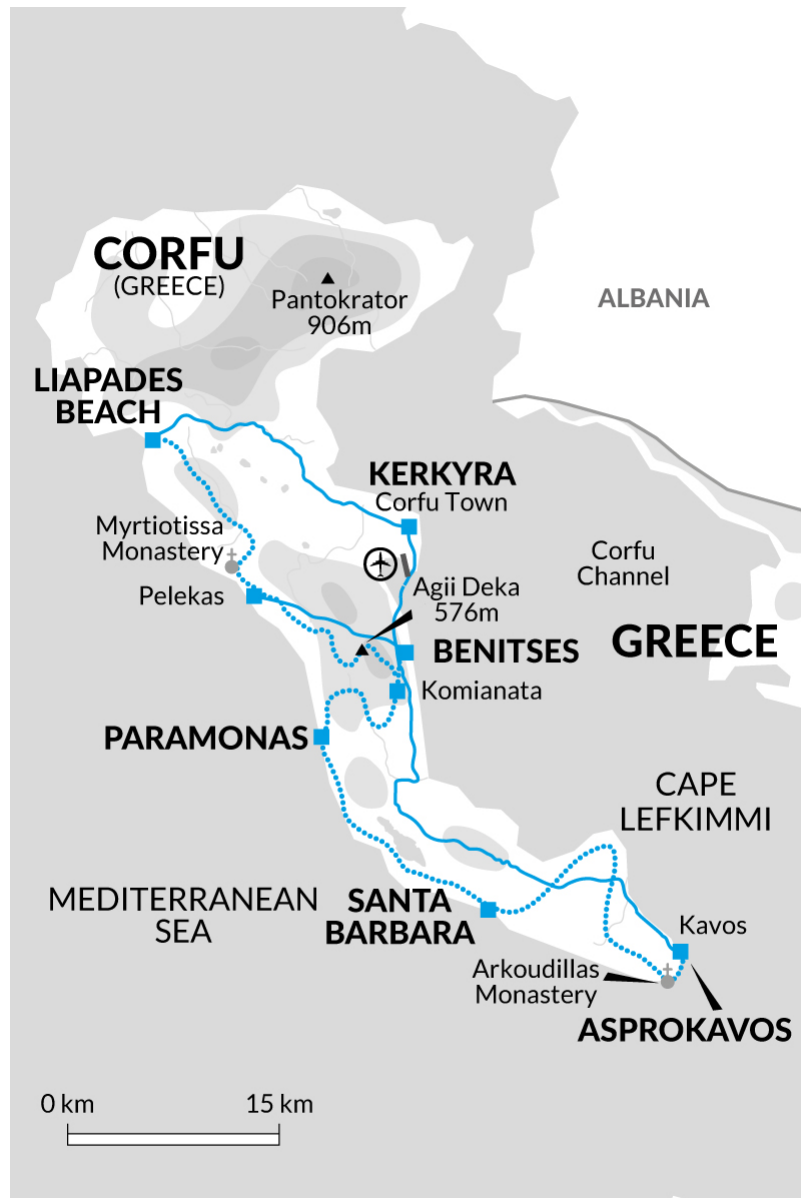 CORFU
(GREECE)
Pantokrator
906m
ALBANIA
LIAPADES
BEACH
KERKYRA
Corfu Town
Myrtiotissa
Monastery
Corfu
Channel
Agii Deka
576m
Pelekas
GREECE
BENITSES
Komianata
PARAMONAS
CAPE
LEFKIMMI
MEDITERRANEAN
SEA
SANTA
BARBARA
Kavos
Arkoudillas
Monastery
ASPROKAVOS
0 km
15 km